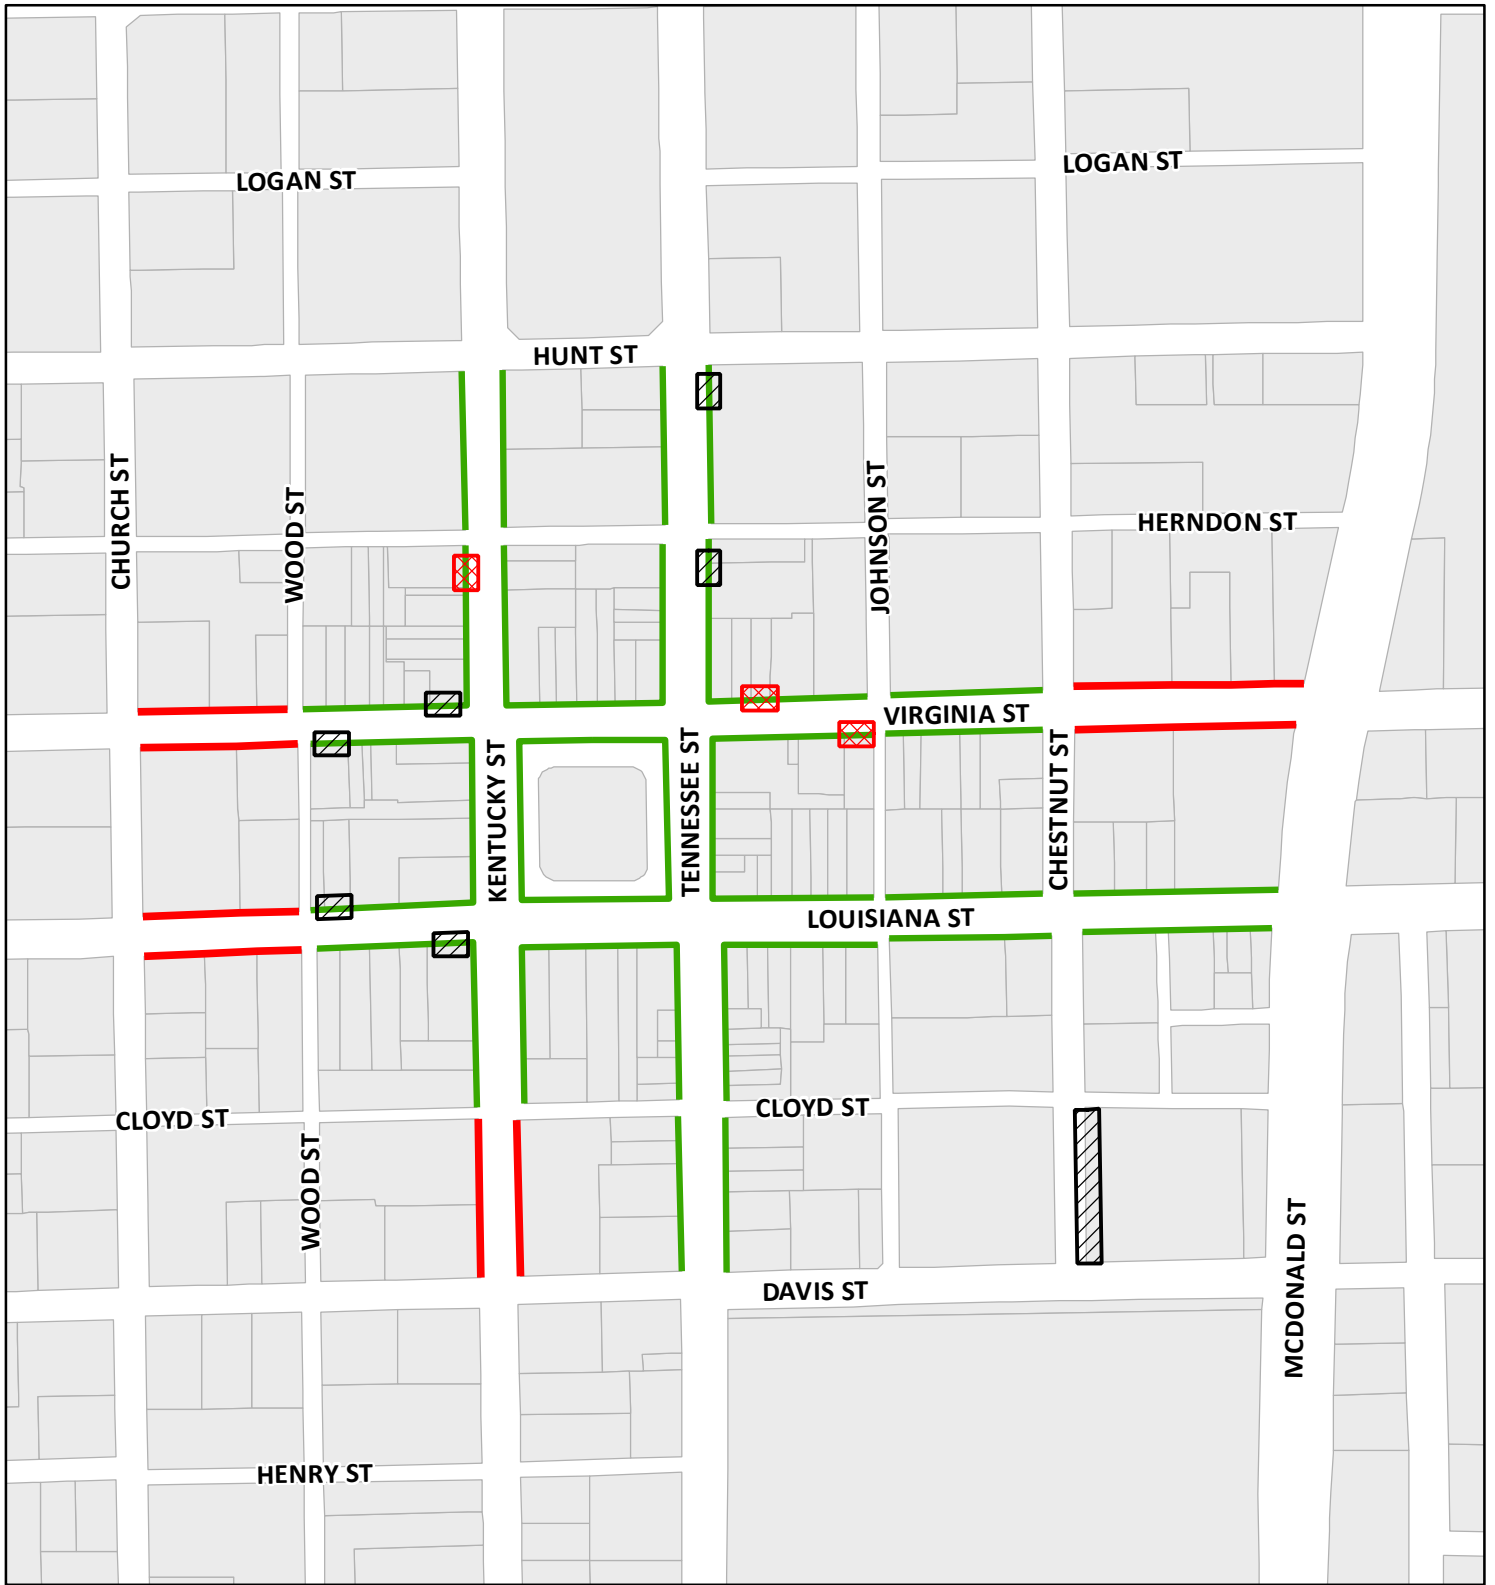 LOGAN ST
LOGAN ST
HUNT ST
CHURCH ST
WOOD ST
JOHNSON ST
HERNDON ST
VIRGINIA ST
KENTUCKY ST
TENNESSEE ST
CHESTNUT ST
LOUISIANA ST
CLOYD ST
CLOYD ST
WOOD ST
DAVIS ST
MCDONALD ST
HENRY ST